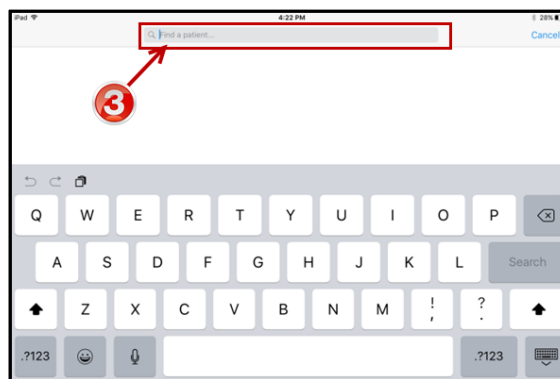 iPad 4:22 PM 28%
Find a patient...
Cancel
3
Q W E R T Y U I O P
A S D F G H J K L Search
Z X C V B N M ! , ? .
.?123 .?123